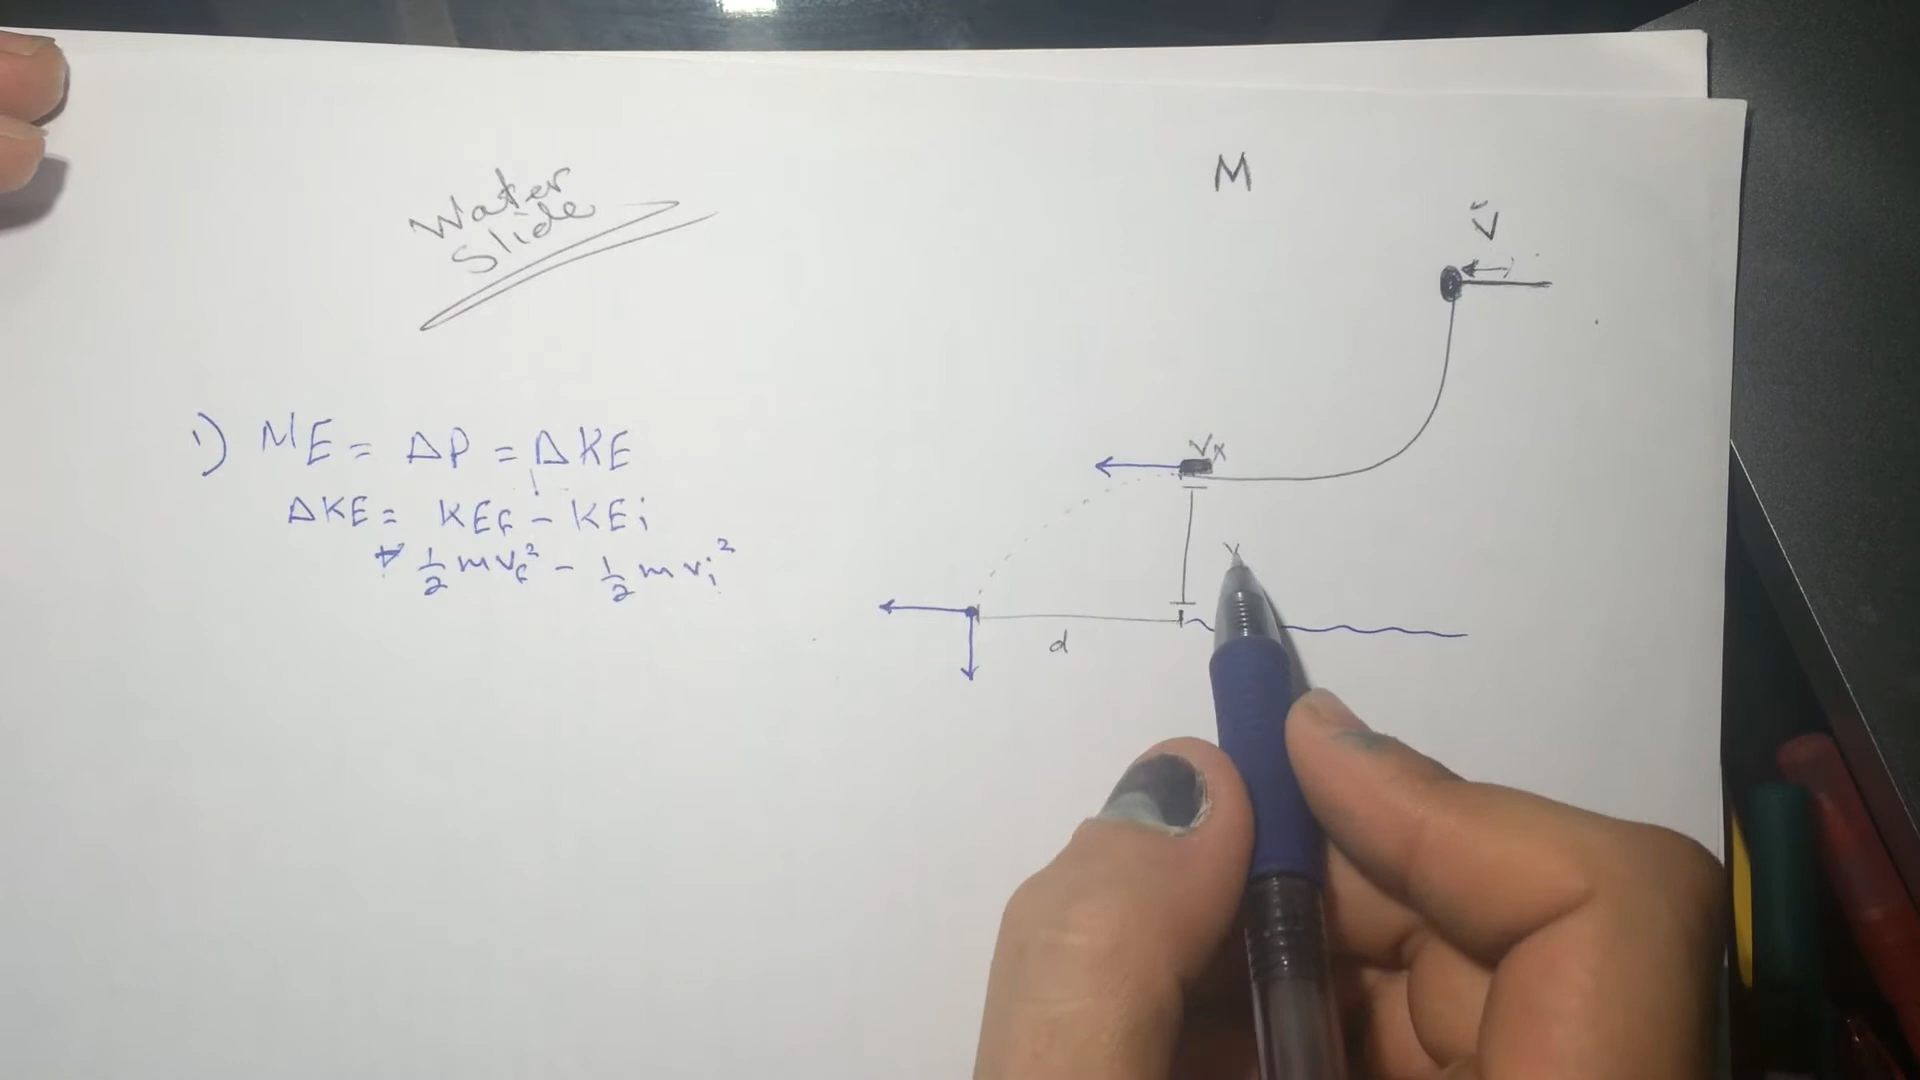 Water
Slide
M
V
Vx
1) ME = ΔP = ΔKE
ΔKE = KEf - KEi
½mvf² - ½mvi²
y
d